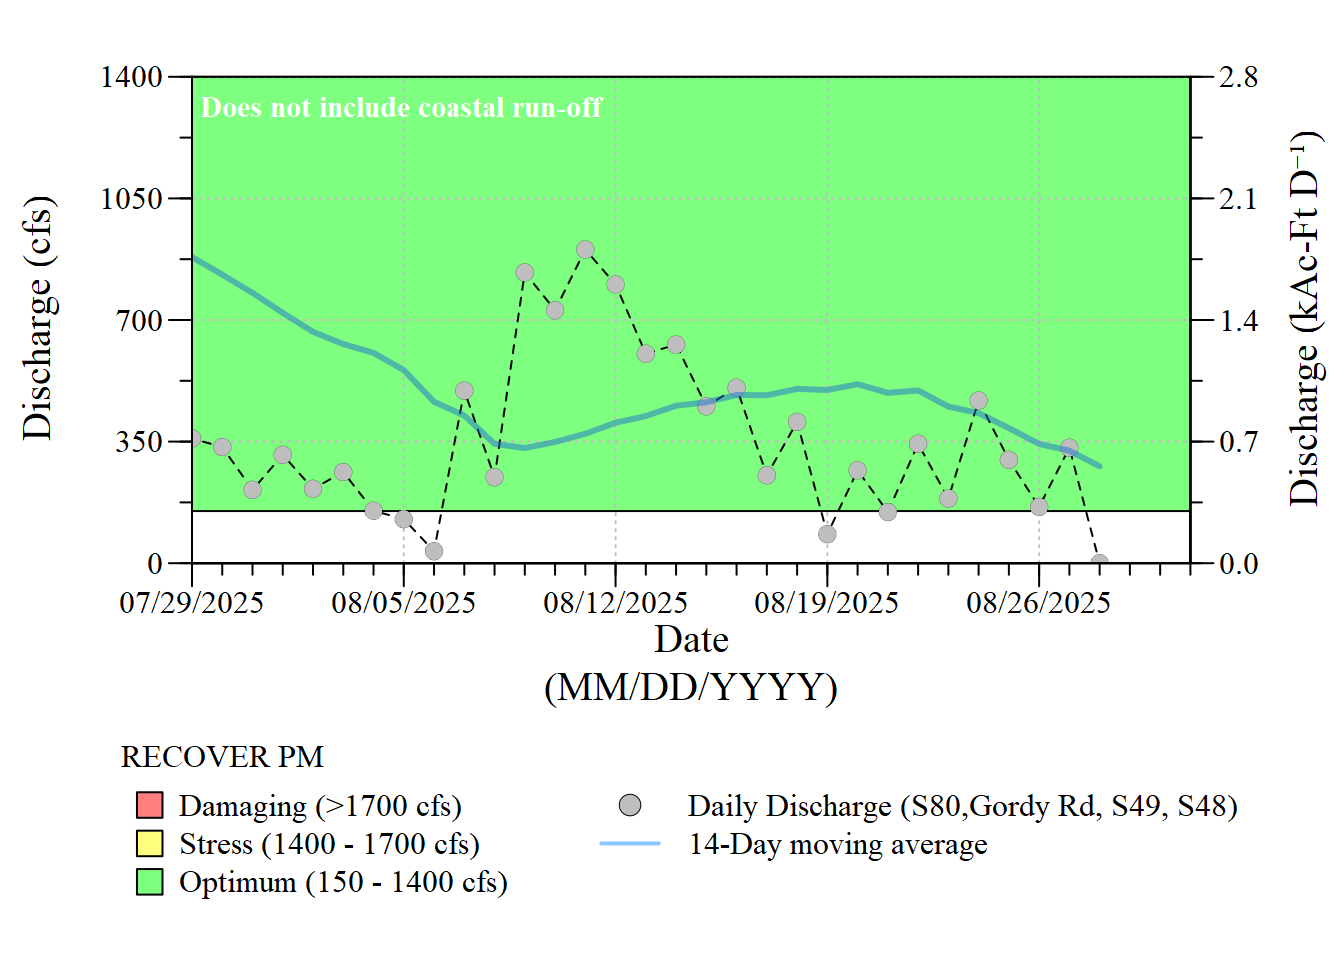 Does not include coastal run-off
1400
1050
700
350
0
Discharge (cfs)
2.8
2.1
1.4
0.7
0.0
Discharge (kAc-Ft D⁻¹)
07/29/2025
08/05/2025
08/12/2025
08/19/2025
08/26/2025
Date
(MM/DD/YYYY)
RECOVER PM
Damaging (>1700 cfs)
Stress (1400 - 1700 cfs)
Optimum (150 - 1400 cfs)
Daily Discharge (S80,Gordy Rd, S49, S48)
14-Day moving average